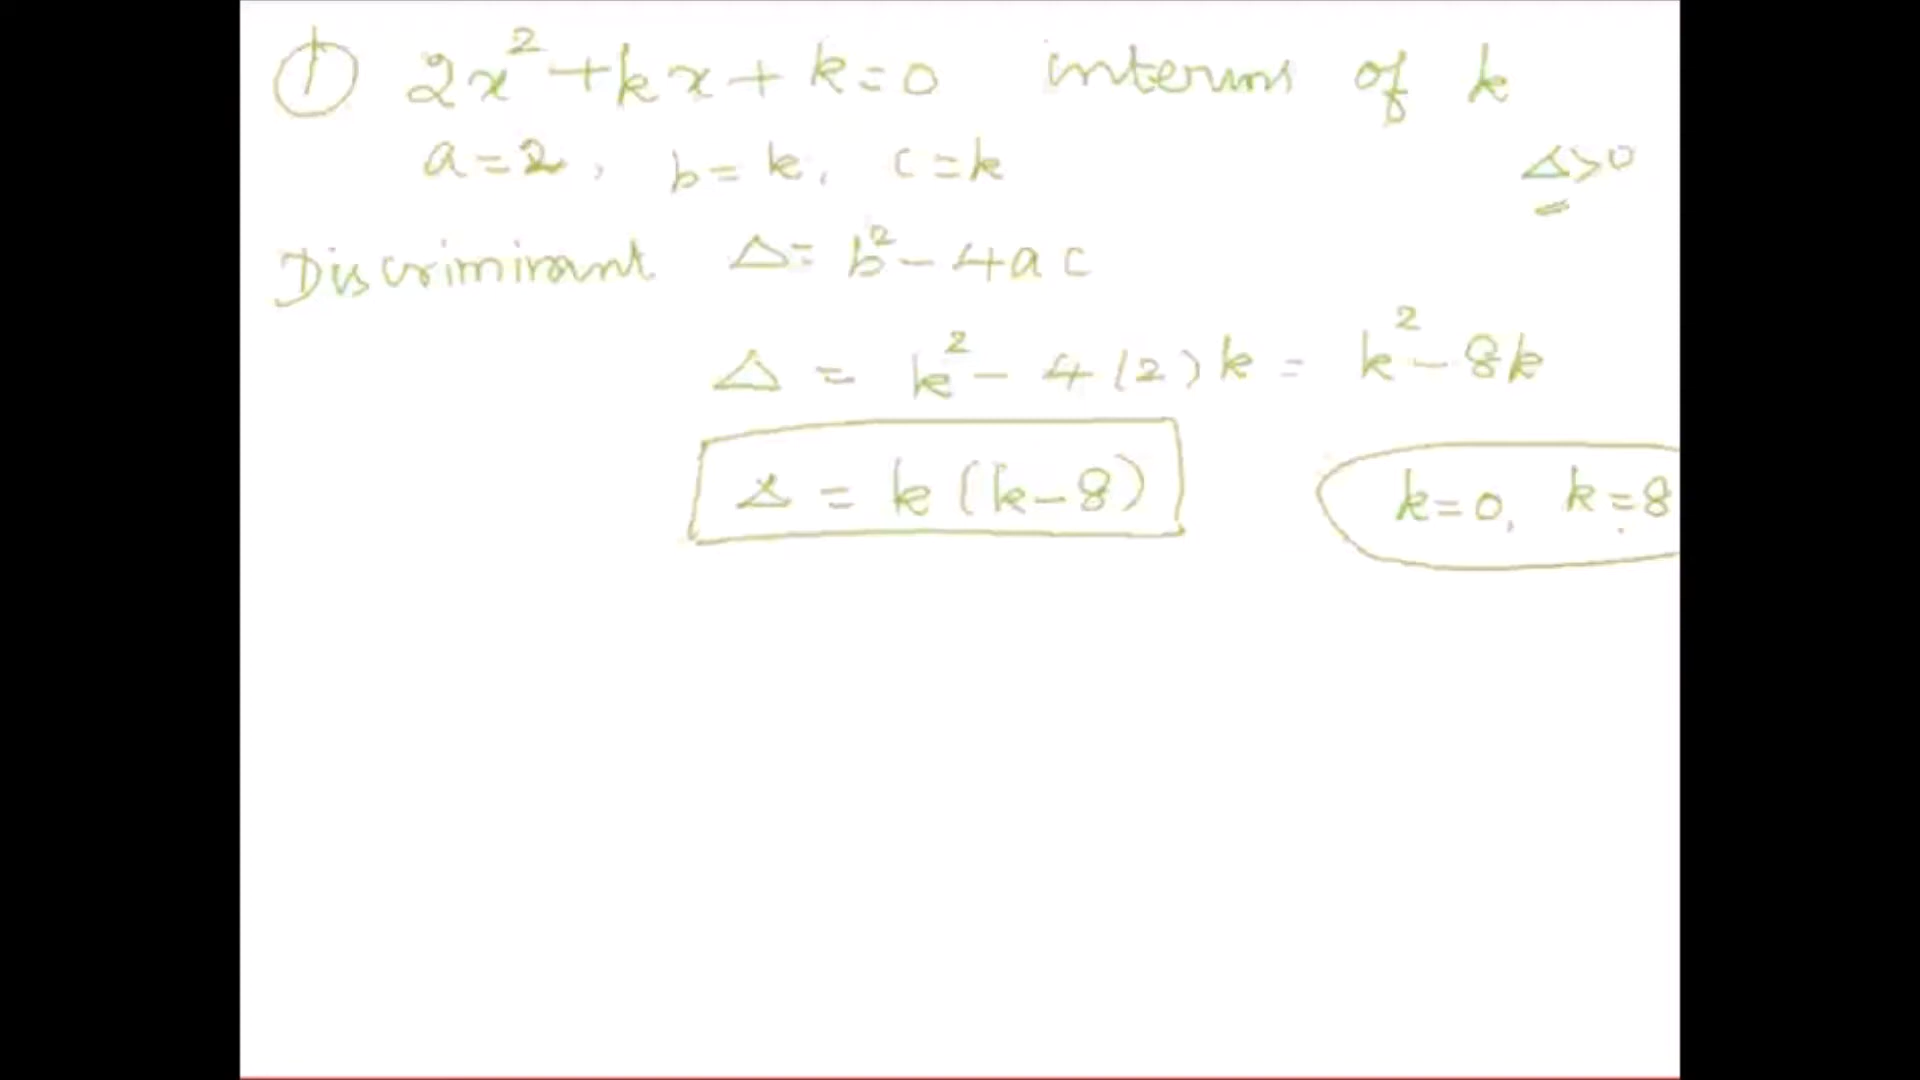 ① 2x² + kx + k = 0 interms of k
a = 2, b = k, c = k
Δ > 0
Discriminant Δ = b² - 4ac
Δ = k² - 4(2)k = k² - 8k
Δ = k(k-8)
k=0, k=8